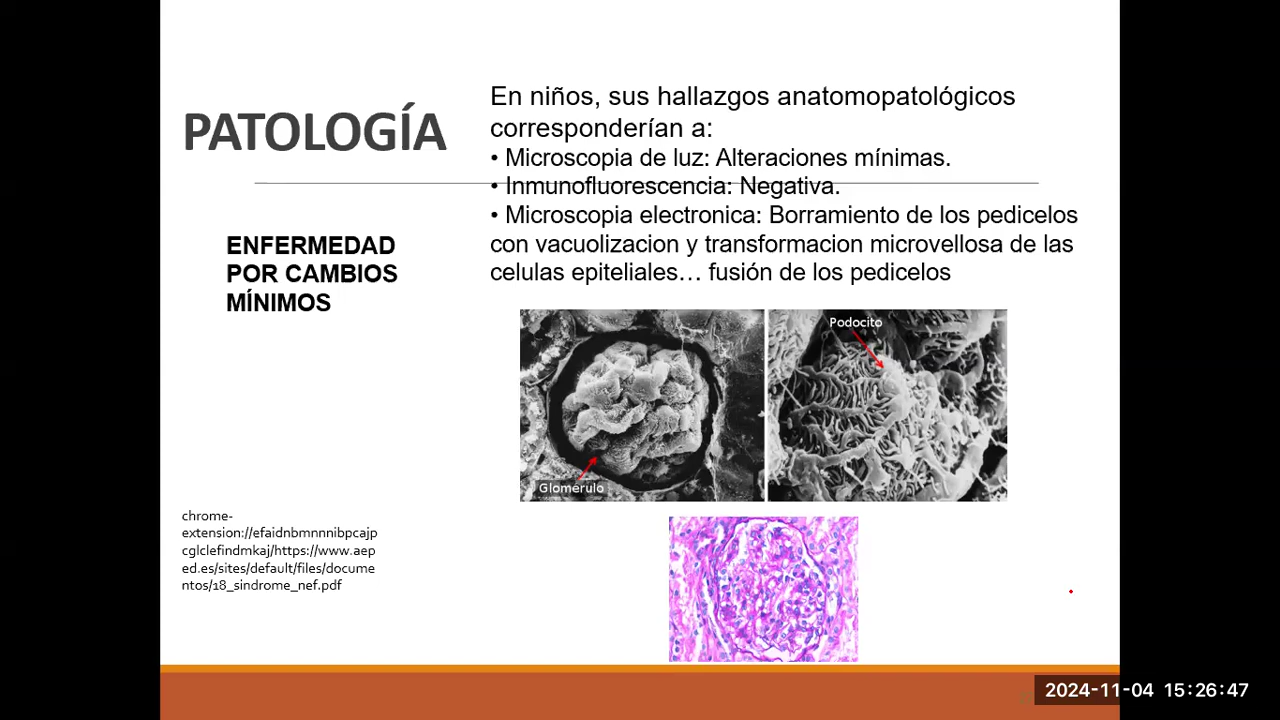 PATOLOGÍA
ENFERMEDAD
POR CAMBIOS
MÍNIMOS
En niños, sus hallazgos anatomopatológicos
corresponderían a:
• Microscopia de luz: Alteraciones mínimas.
• Inmunofluorescencia: Negativa.
• Microscopia electronica: Borramiento de los pedicelos
con vacuolizacion y transformacion microvellosa de las
celulas epiteliales… fusión de los pedicelos
Podocito
Glomérulo
chrome-
extension://efaidnbmnnnibpcajp
cglclefindmkaj/https://www.aep
ed.es/sites/default/files/docume
ntos/18_sindrome_nef.pdf
2024-11-04 15:26:47